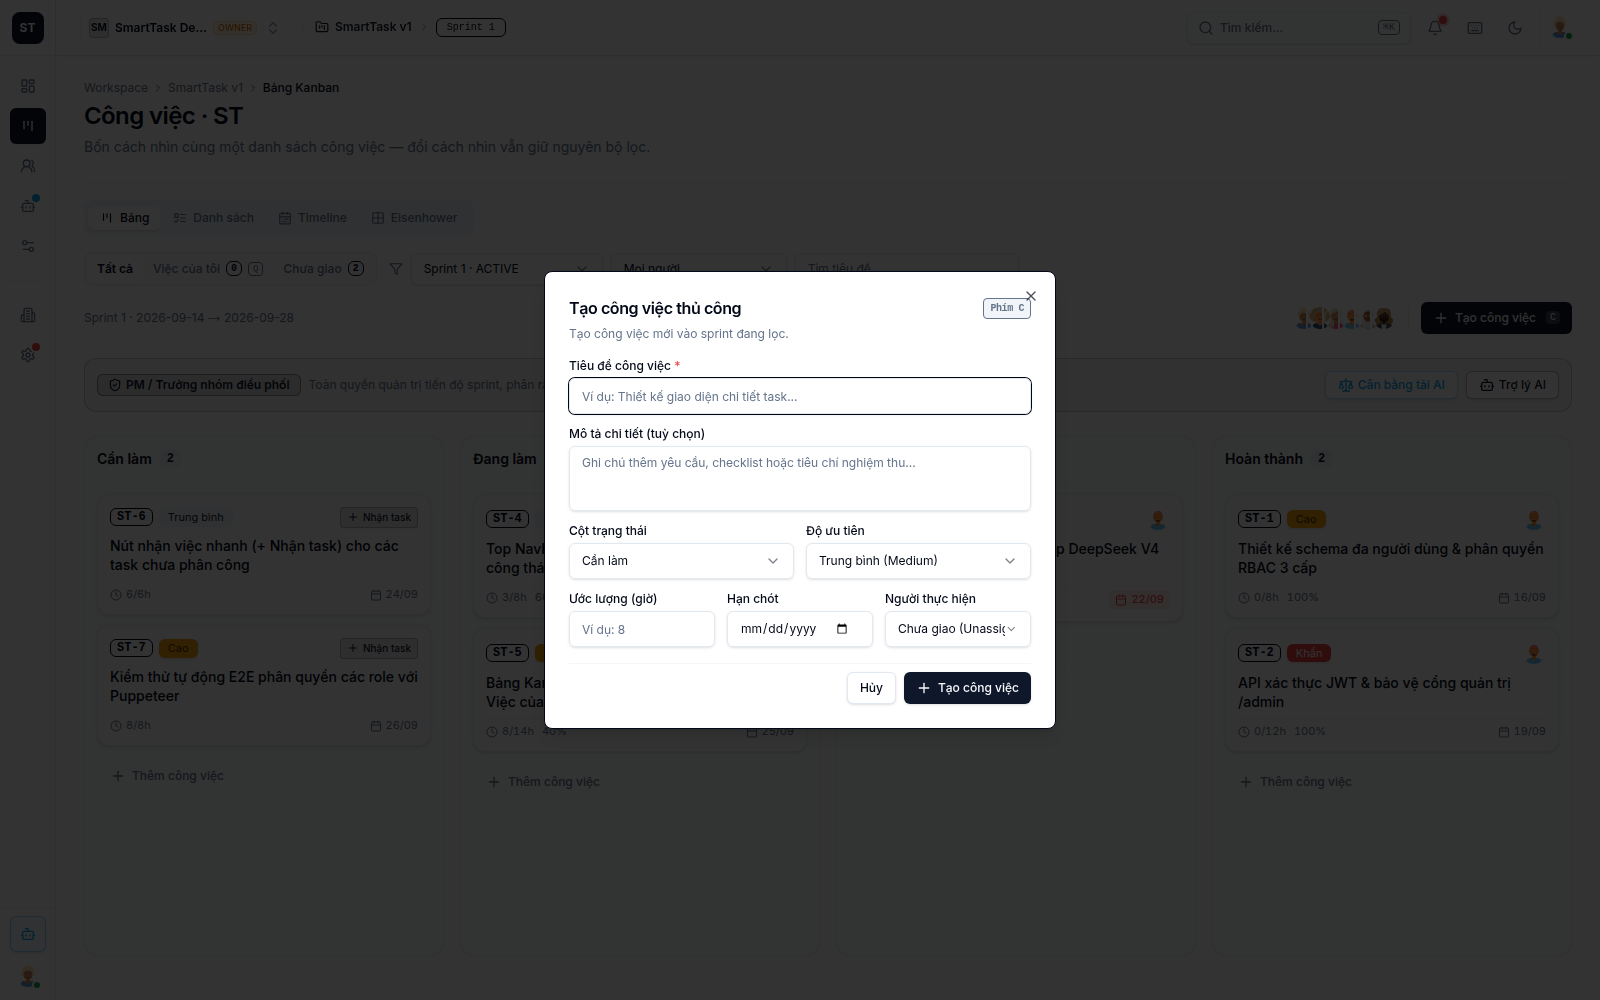 ST
SM SmartTask De... OWNER
SmartTask v1
Sprint 1
Tìm kiếm...
⌘K
Workspace > SmartTask v1 > Bảng Kanban
Công việc · ST
Bốn cách nhìn cùng một danh sách công việc — đổi cách nhìn vẫn giữ nguyên bộ lọc.
Bảng
Danh sách
Timeline
Eisenhower
Tất cả
Việc của tôi 0 Q
Chưa giao 2
Sprint 1 · ACTIVE
Mọi người
Tìm tiêu đề
Sprint 1 · 2026-09-14 → 2026-09-28
Tạo công việc C
PM / Trưởng nhóm điều phối
Toàn quyền quản trị tiến độ sprint, phân r
Cân bằng tải AI
Trợ lý AI
Cần làm 2
ST-6 Trung bình + Nhận task
Nút nhận việc nhanh (+ Nhận task) cho các
task chưa phân công
6/6h 24/09
ST-7 Cao + Nhận task
Kiểm thử tự động E2E phân quyền các role với
Puppeteer
8/8h 26/09
+ Thêm công việc
Đang làm
ST-4
Top Nav
công thá
3/8h
ST-5
Bảng Ka
Việc của
8/14h 40% 25/09
+ Thêm công việc
p DeepSeek V4
22/09
Hoàn thành 2
ST-1 Cao
Thiết kế schema đa người dùng & phân quyền
RBAC 3 cấp
0/8h 100% 16/09
ST-2 Khẩn
API xác thực JWT & bảo vệ cổng quản trị
/admin
0/12h 100% 19/09
+ Thêm công việc
Tạo công việc thủ công
Phím C
Tạo công việc mới vào sprint đang lọc.
Tiêu đề công việc *
Ví dụ: Thiết kế giao diện chi tiết task...
Mô tả chi tiết (tuỳ chọn)
Ghi chú thêm yêu cầu, checklist hoặc tiêu chí nghiệm thu...
Cột trạng thái
Độ ưu tiên
Cần làm
Trung bình (Medium)
Ước lượng (giờ)
Hạn chót
Người thực hiện
Ví dụ: 8
mm/dd/yyyy
Chưa giao (Unassig
Hủy
+ Tạo công việc